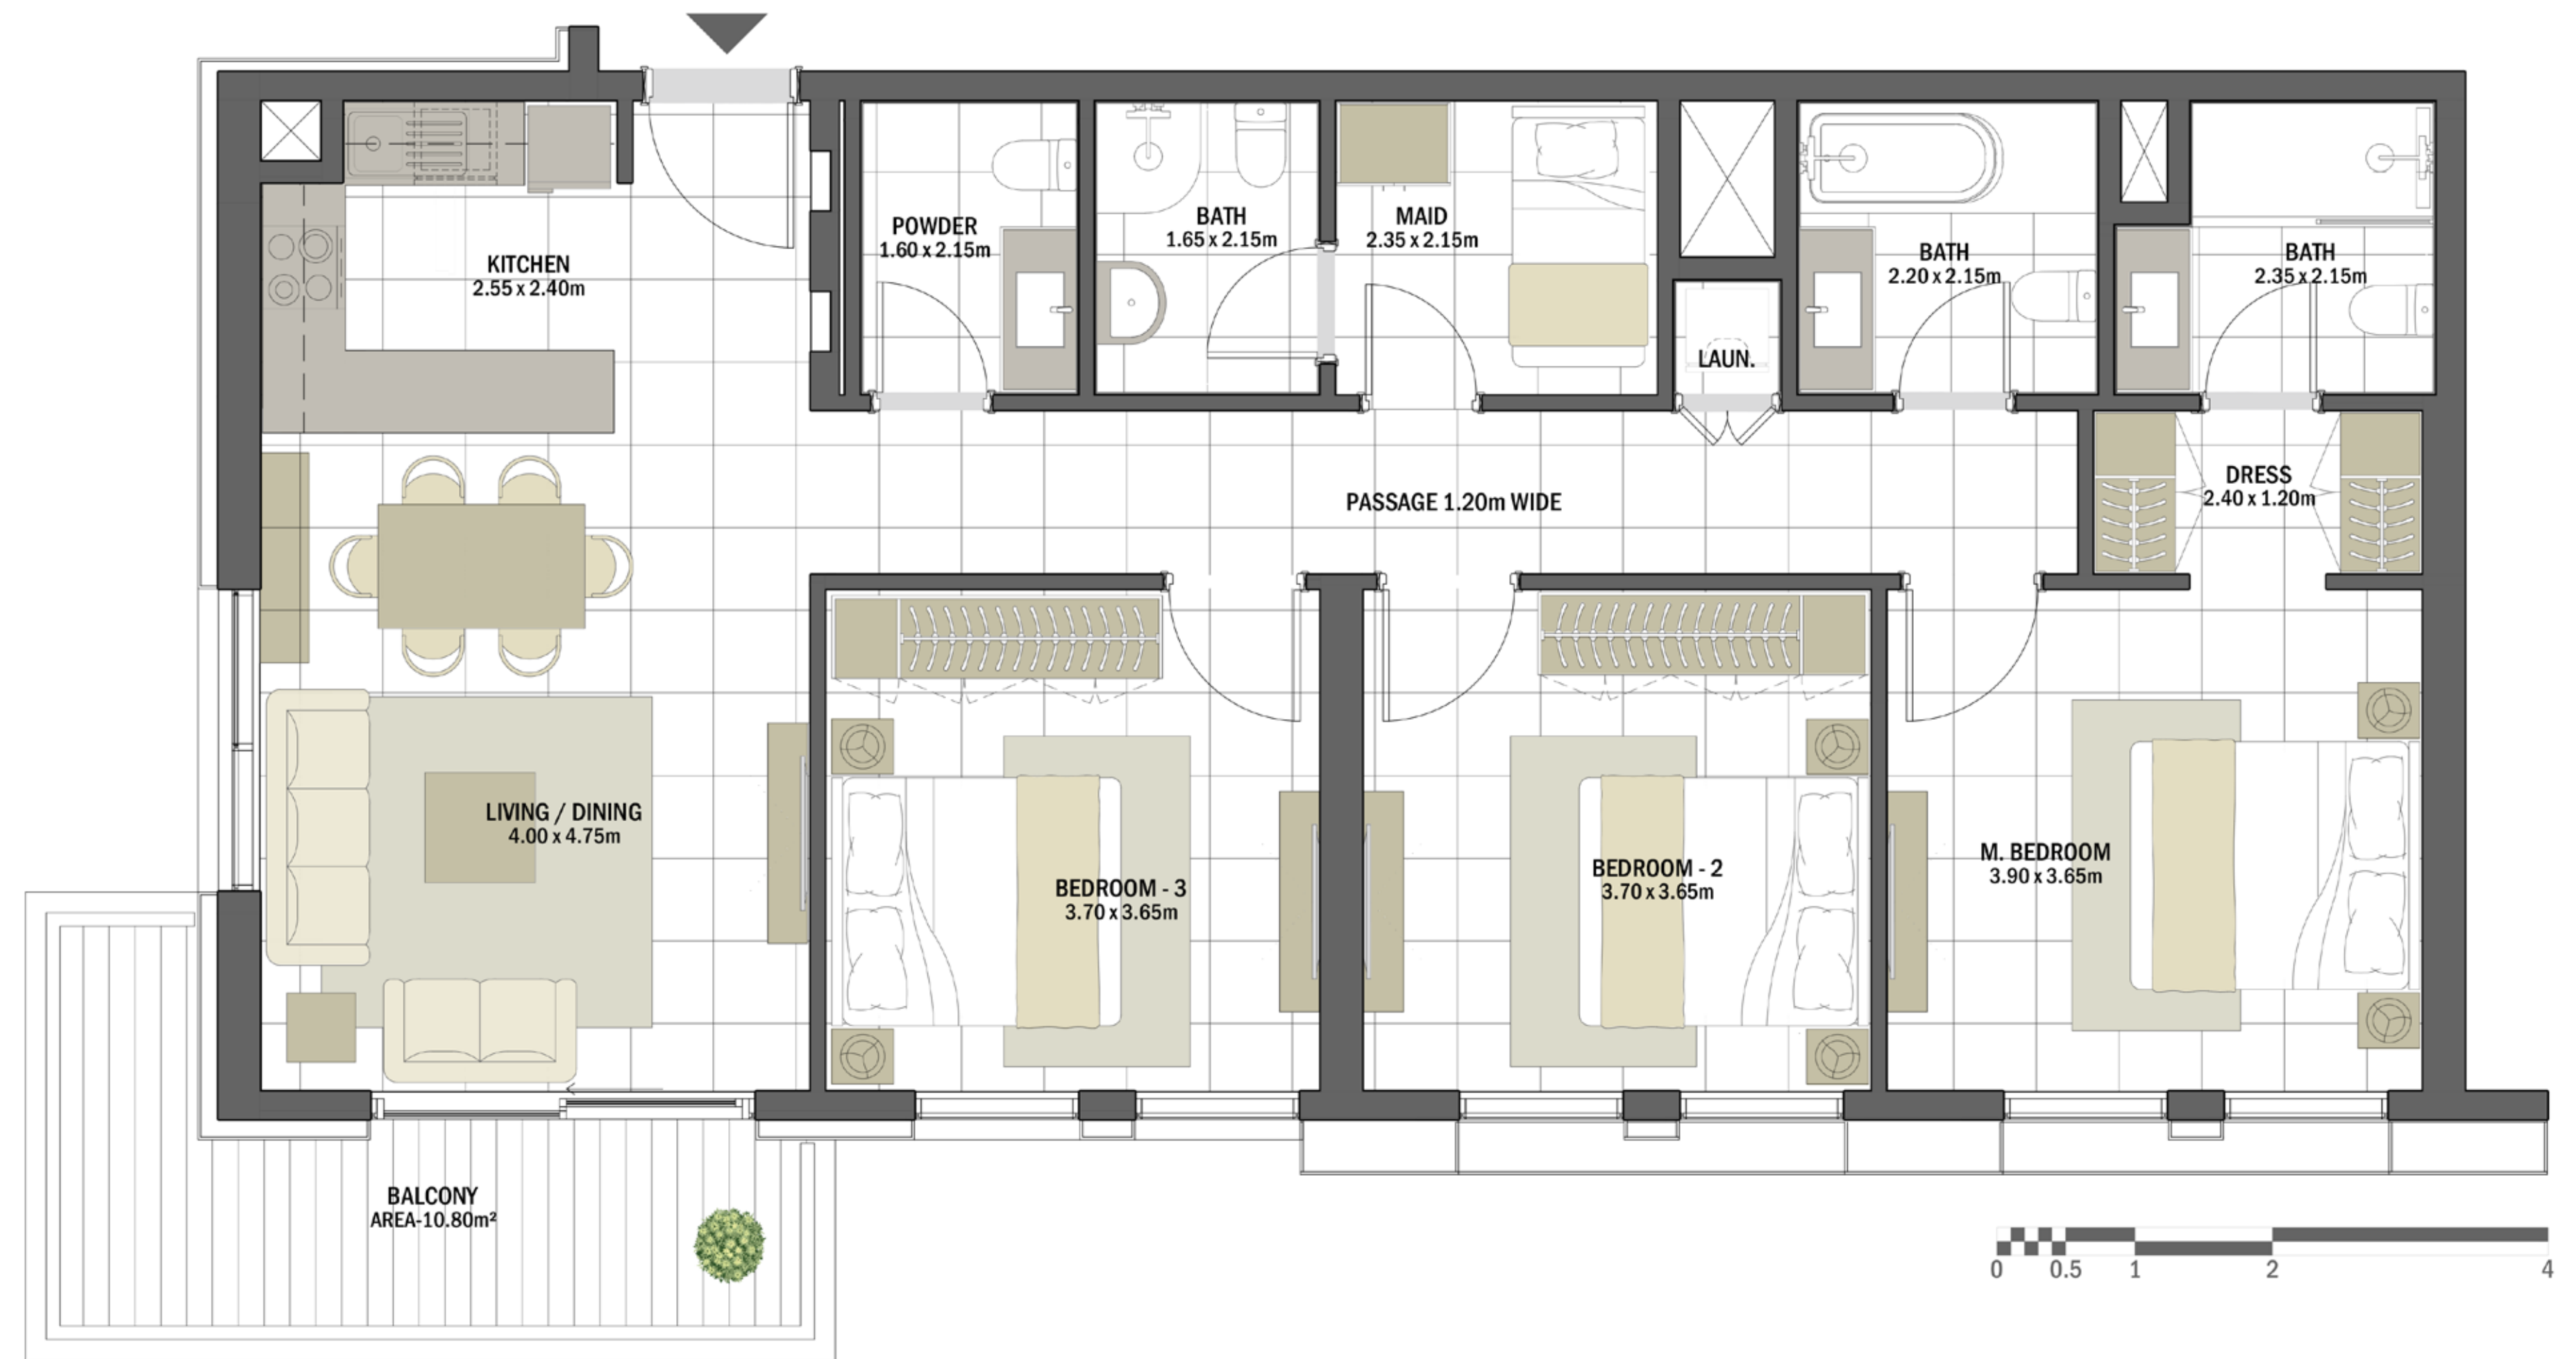 POWDER
1.60 x 2.15m
BATH
1.65 x 2.15m
MAID
2.35 x 2.15m
BATH
2.20 x 2.15m
BATH
2.35 x 2.15m
KITCHEN
2.55 x 2.40m
LAUN.
PASSAGE 1.20m WIDE
DRESS
2.40 x 1.20m
LIVING / DINING
4.00 x 4.75m
BEDROOM - 3
3.70 x 3.65m
BEDROOM - 2
3.70 x 3.65m
M. BEDROOM
3.90 x 3.65m
BALCONY
AREA-10.80m²
0 0.5 1 2 4